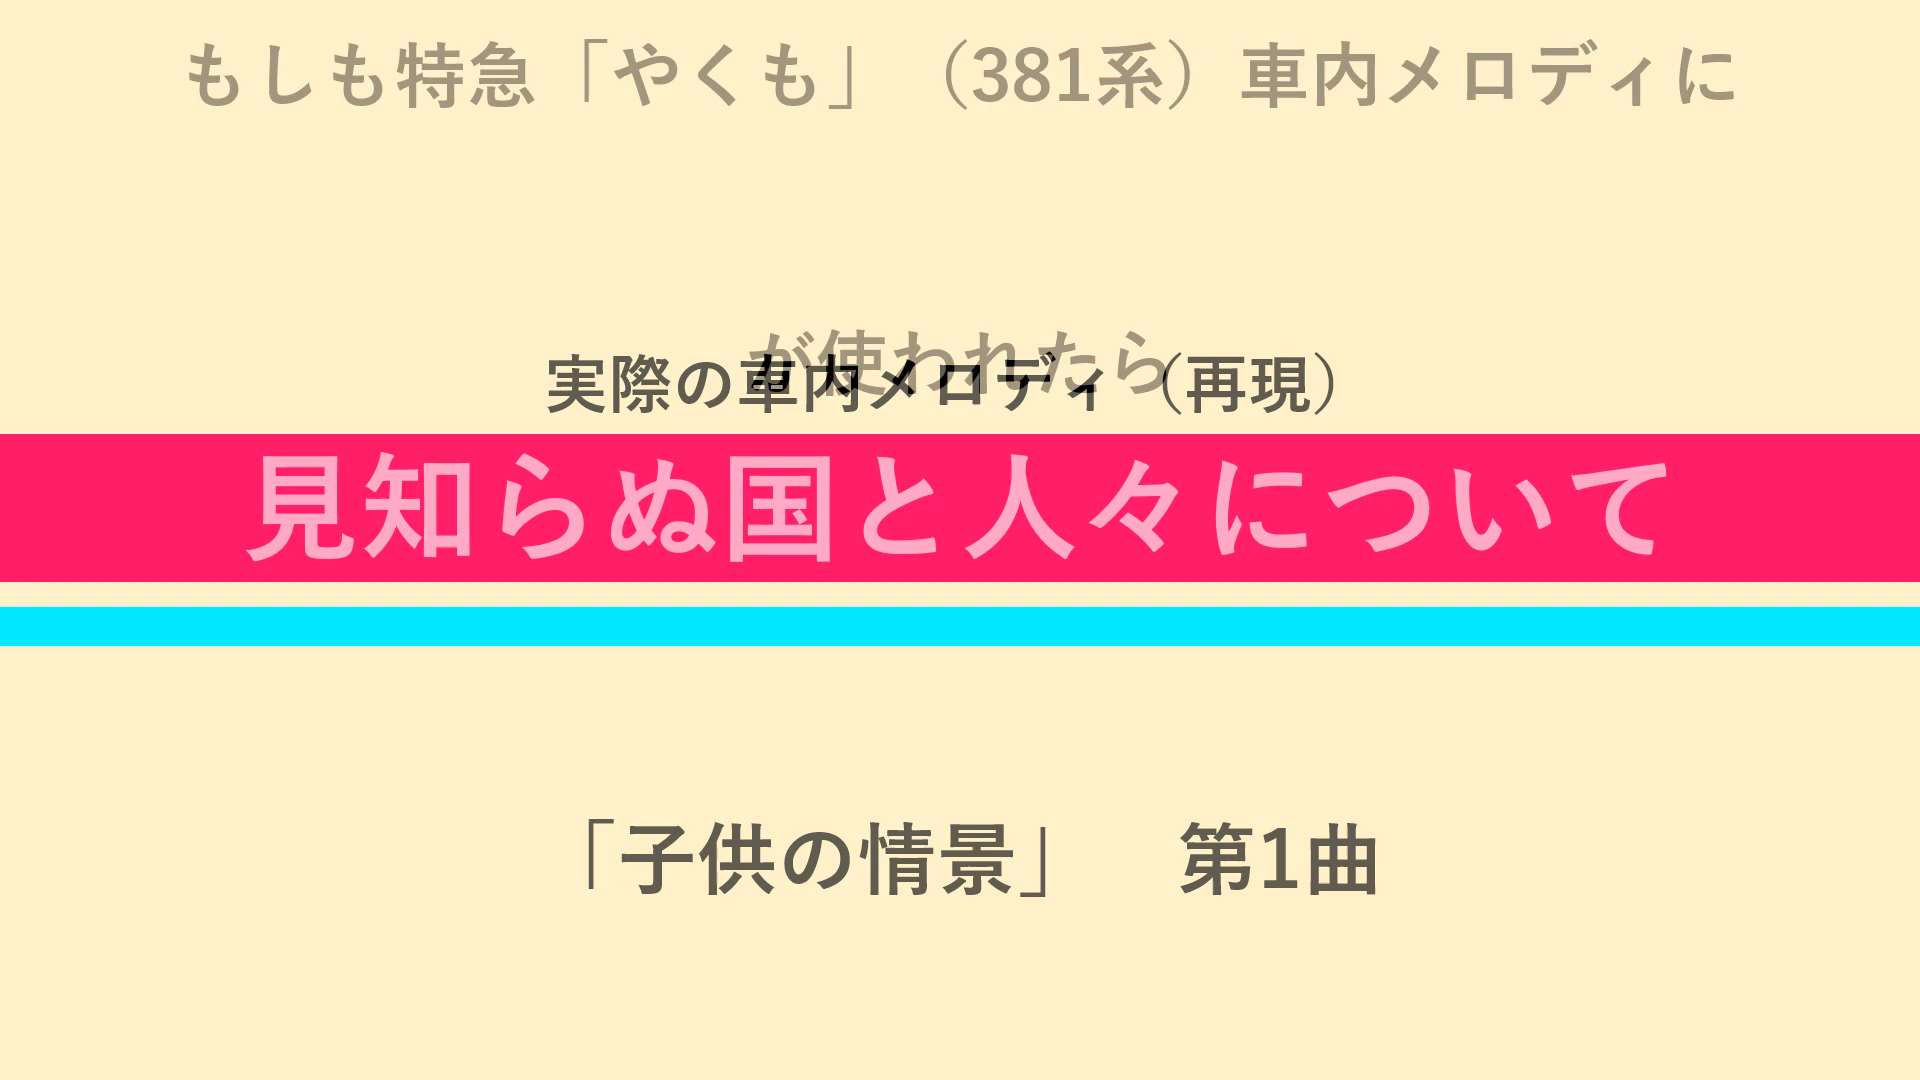 もしも特急「やくも」（381系）車内メロディに
が使われたら
実際の車内メロディ（再現）
見知らぬ国と人々について
「子供の情景」　第1曲